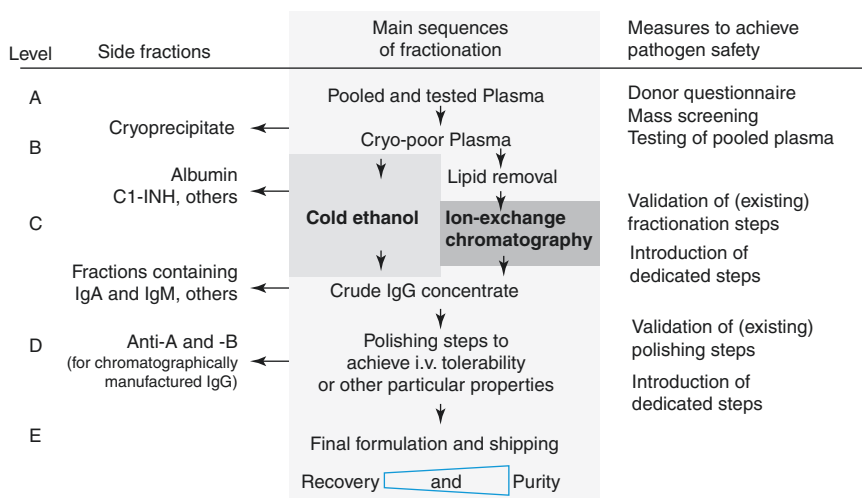 Level
Side fractions
Main sequences
of fractionation
Measures to achieve
pathogen safety
A
Pooled and tested Plasma
Donor questionnaire
Mass screening
Testing of pooled plasma
Cryoprecipitate
B
Cryo-poor Plasma
Albumin
C1-INH, others
Lipid removal
C
Cold ethanol
Ion-exchange
chromatography
Validation of (existing)
fractionation steps
Introduction of
dedicated steps
Fractions containing
IgA and IgM, others
Crude IgG concentrate
D
Anti-A and -B
(for chromatographically
manufactured IgG)
Polishing steps to
achieve i.v. tolerability
or other particular properties
Validation of (existing)
polishing steps
Introduction of
dedicated steps
E
Final formulation and shipping
Recovery and Purity